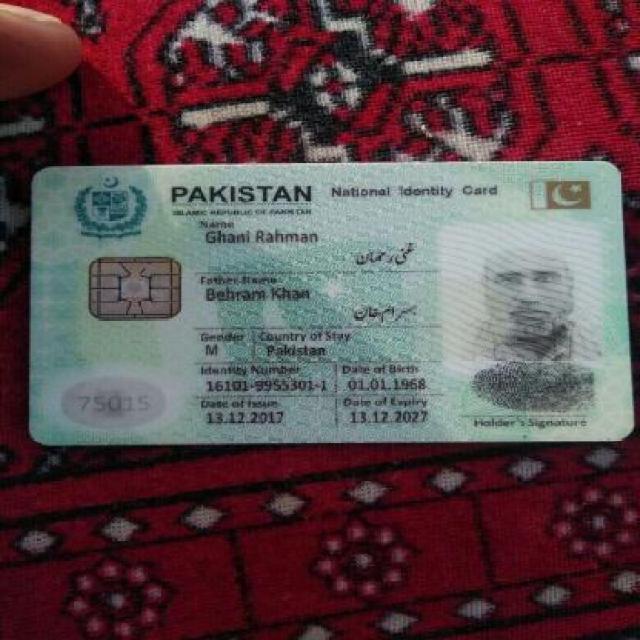 PAKISTAN National Identity Card
ISLAMIC REPUBLIC OF PAKISTAN
Name
Ghani Rahman
غنی رحمان
Father Name
Behram Khan
بہرام خان
Gender Country of Stay
M Pakistan
Identity Number Date of Birth
16101-9955301-1 01.01.1968
Date of Issue Date of Expiry
13.12.2017 13.12.2027
75015
Holder's Signature